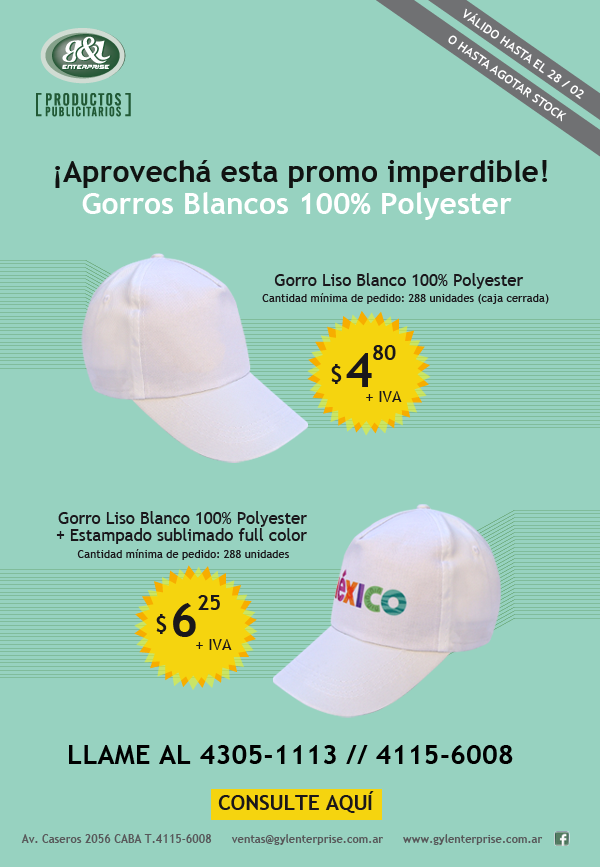 g&l
ENTERPRISE
[PRODUCTOS
PUBLICITARIOS]
VÁLIDO HASTA EL 28 / 02
O HASTA AGOTAR STOCK
¡Aprovechá esta promo imperdible!
Gorros Blancos 100% Polyester
Gorro Liso Blanco 100% Polyester
Cantidad mínima de pedido: 288 unidades (caja cerrada)
$ 4 80
+ IVA
Gorro Liso Blanco 100% Polyester
+ Estampado sublimado full color
Cantidad mínima de pedido: 288 unidades
$ 6 25
+ IVA
éxico
LLAME AL 4305-1113 // 4115-6008
CONSULTE AQUÍ
Av. Caseros 2056 CABA T.4115-6008 ventas@gylenterprise.com.ar www.gylenterprise.com.ar f